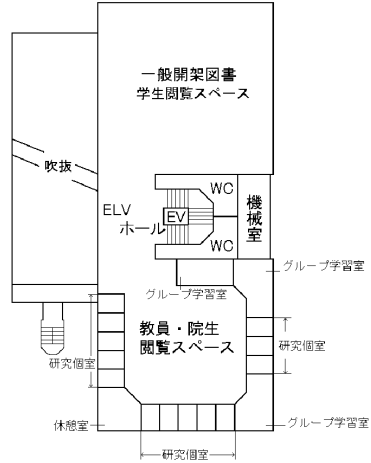 一般開架図書
学生閲覧スペース
吹抜
WC
ELV
ホール
EV
機械室
WC
グループ学習室
グループ学習室
教員・院生
閲覧スペース
研究個室
研究個室
休憩室
グループ学習室
研究個室